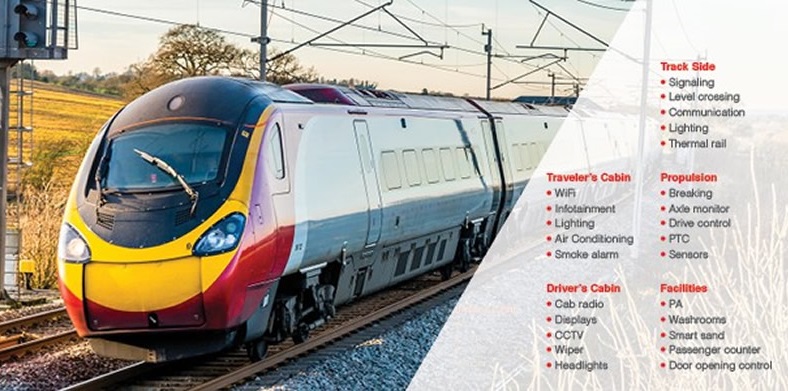 Track Side
• Signaling
• Level crossing
• Communication
• Lighting
• Thermal rail
Traveler's Cabin
• WiFi
• Infotainment
• Lighting
• Air Conditioning
• Smoke alarm
Propulsion
• Breaking
• Axle monitor
• Drive control
• PTC
• Sensors
Driver's Cabin
• Cab radio
• Displays
• CCTV
• Wiper
• Headlights
Facilities
• PA
• Washrooms
• Smart sand
• Passenger counter
• Door opening control